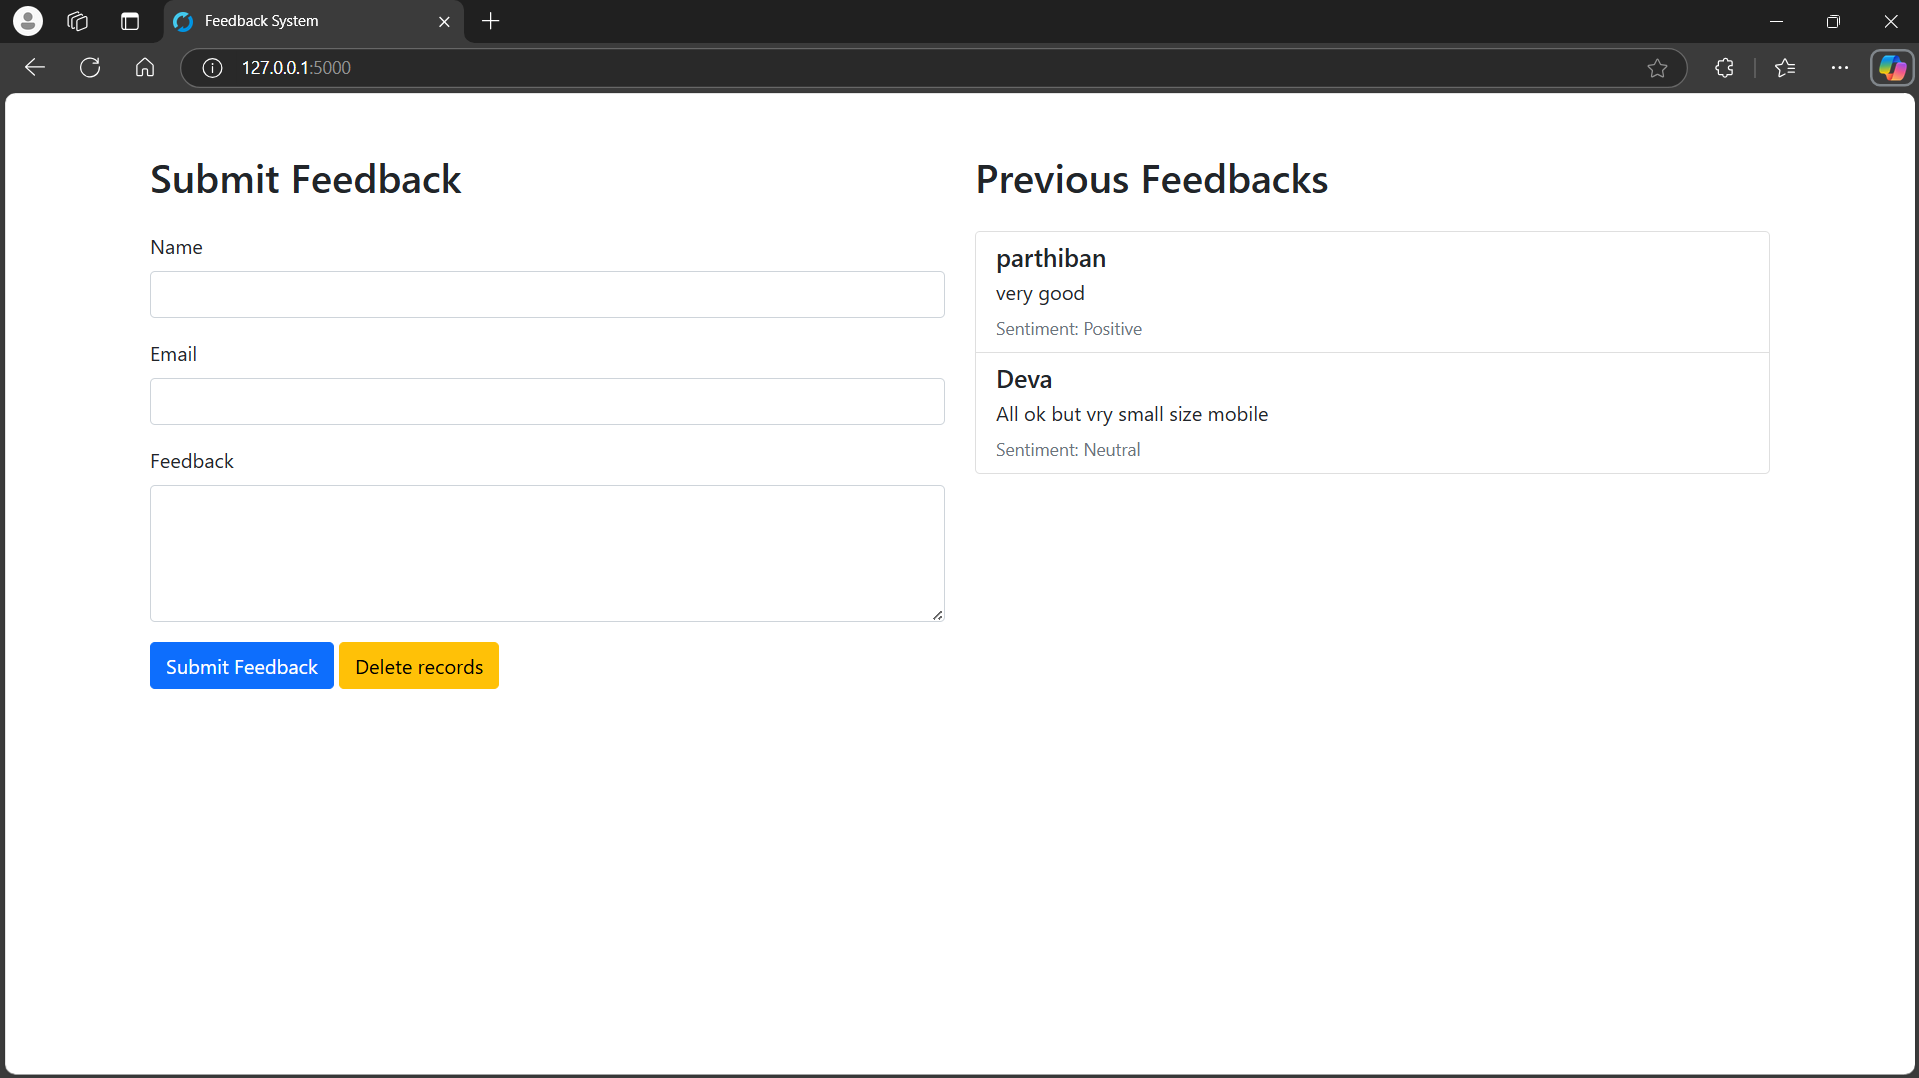 Feedback System
127.0.0.1:5000
Submit Feedback
Name
Email
Feedback
Submit Feedback
Delete records
Previous Feedbacks
parthiban
very good
Sentiment: Positive
Deva
All ok but vry small size mobile
Sentiment: Neutral